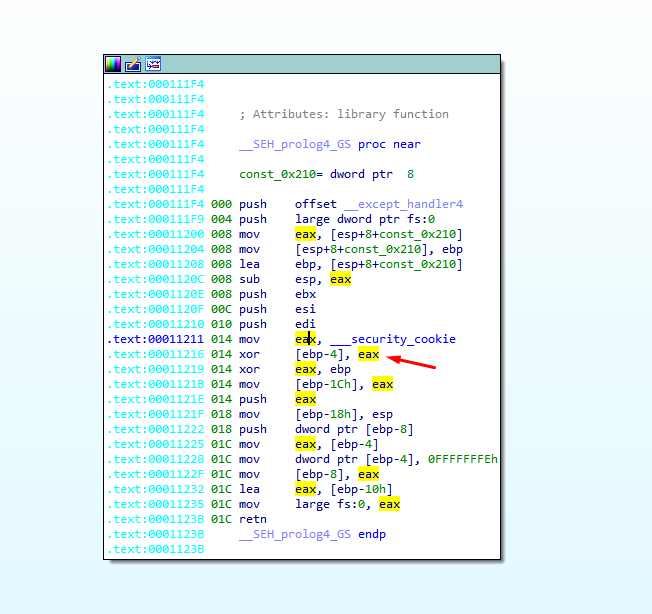 .text:000111F4
.text:000111F4
.text:000111F4 ; Attributes: library function
.text:000111F4
.text:000111F4 __SEH_prolog4_GS proc near
.text:000111F4
.text:000111F4 const_0x210= dword ptr 8
.text:000111F4
.text:000111F4 000 push offset __except_handler4
.text:000111F9 004 push large dword ptr fs:0
.text:00011200 008 mov eax, [esp+8+const_0x210]
.text:00011204 008 mov [esp+8+const_0x210], ebp
.text:00011208 008 lea ebp, [esp+8+const_0x210]
.text:0001120C 008 sub esp, eax
.text:0001120E 008 push ebx
.text:0001120F 00C push esi
.text:00011210 010 push edi
.text:00011211 014 mov eax, ___security_cookie
.text:00011216 014 xor [ebp-4], eax
.text:00011219 014 xor eax, ebp
.text:0001121B 014 mov [ebp-1Ch], eax
.text:0001121E 014 push eax
.text:0001121F 018 mov [ebp-18h], esp
.text:00011222 018 push dword ptr [ebp-8]
.text:00011225 01C mov eax, [ebp-4]
.text:00011228 01C mov dword ptr [ebp-4], 0FFFFFFFEh
.text:0001122F 01C mov [ebp-8], eax
.text:00011232 01C lea eax, [ebp-10h]
.text:00011235 01C mov large fs:0, eax
.text:0001123B 01C retn
.text:0001123B __SEH_prolog4_GS endp
.text:0001123B